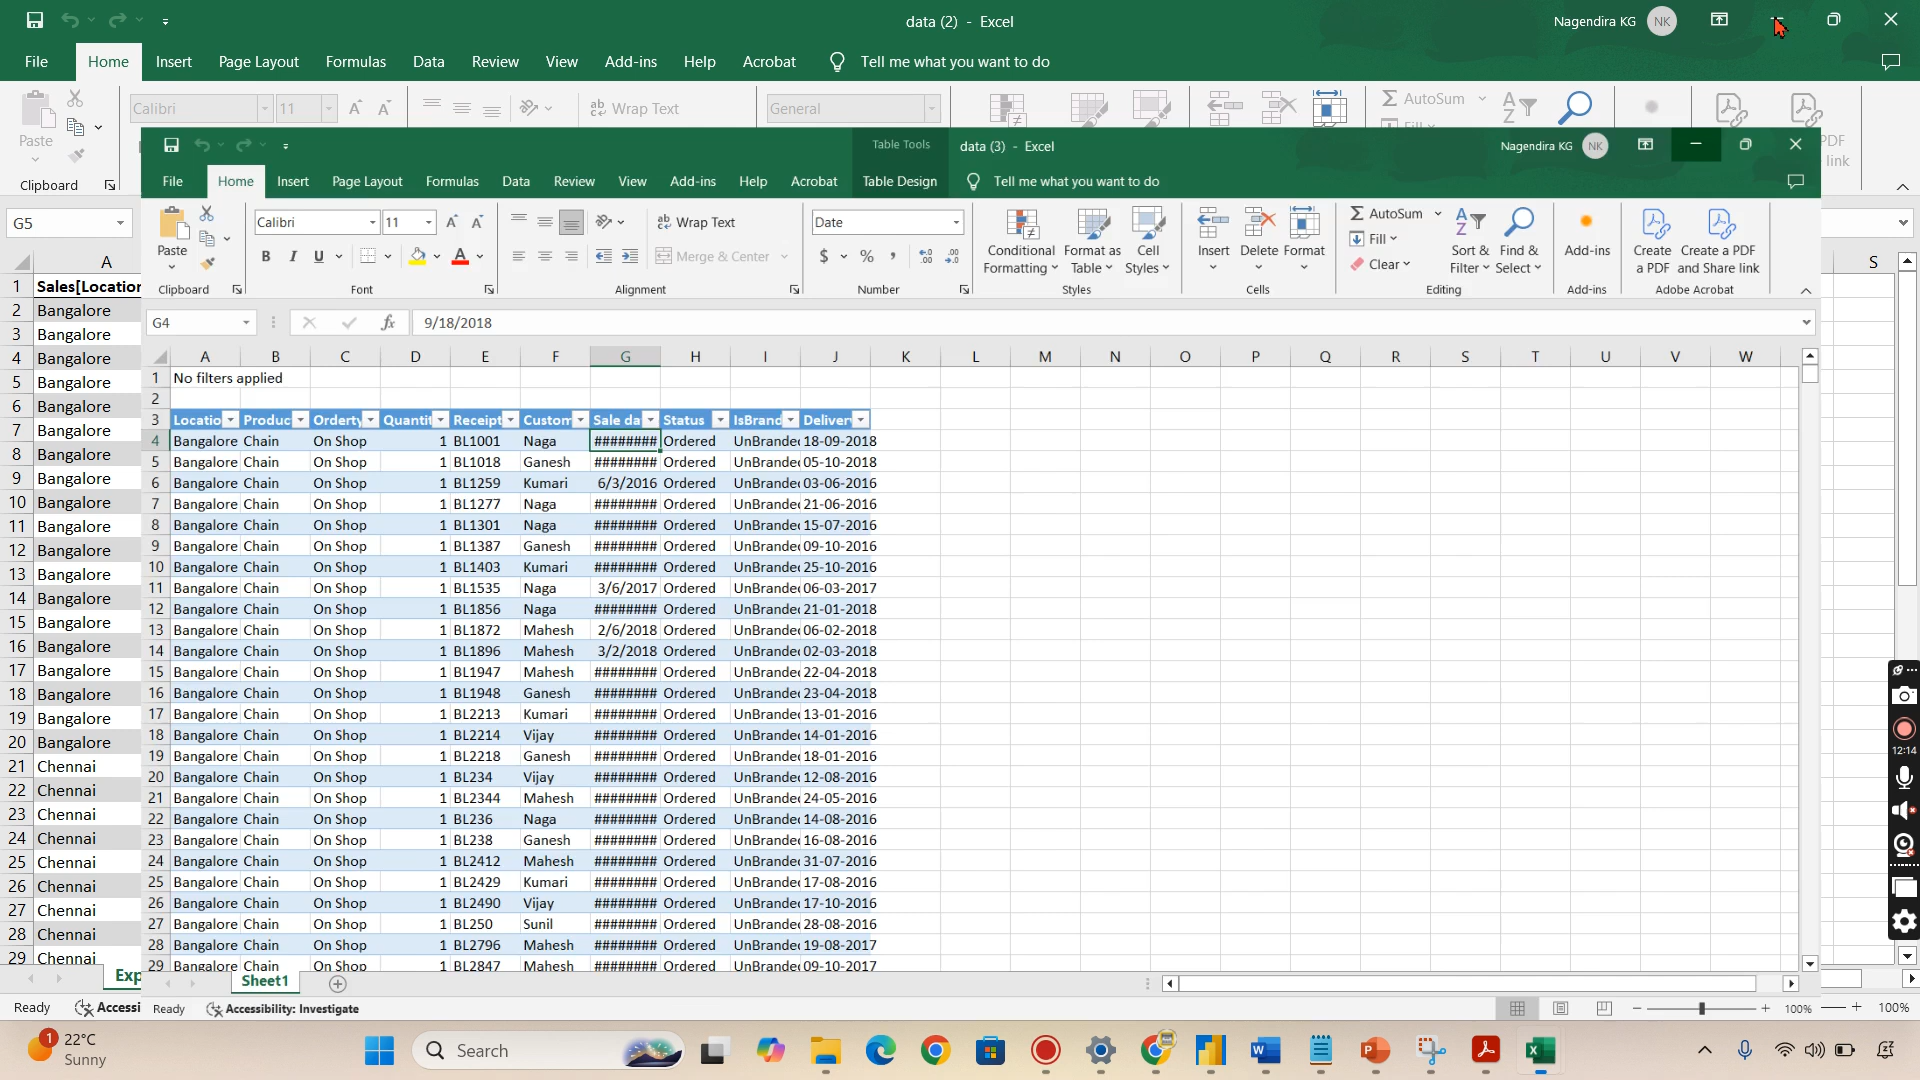 data (2) - Excel
Nagendira KG NK
File Home Insert Page Layout Formulas Data Review View Add-ins Help Acrobat Tell me what you want to do
Calibri 11 Wrap Text General AutoSum
Paste
Clipboard
G5
A S
1 Sales[Location
2 Bangalore
3 Bangalore
4 Bangalore
5 Bangalore
6 Bangalore
7 Bangalore
8 Bangalore
9 Bangalore
10 Bangalore
11 Bangalore
12 Bangalore
13 Bangalore
14 Bangalore
15 Bangalore
16 Bangalore
17 Bangalore
18 Bangalore
19 Bangalore
20 Bangalore
21 Chennai
22 Chennai
23 Chennai
24 Chennai
25 Chennai
26 Chennai
27 Chennai
28 Chennai
29 Chennai
Exp
Ready Accessi
PDF
link
Table Tools data (3) - Excel Nagendira KG NK
File Home Insert Page Layout Formulas Data Review View Add-ins Help Acrobat Table Design Tell me what you want to do
Paste Calibri 11 Wrap Text Date AutoSum
B I U Merge & Center $ % , Fill Clear
Conditional Formatting Format as Table Cell Styles Insert Delete Format Sort & Filter Find & Select Add-ins Create a PDF Create a PDF and Share link
Clipboard Font Alignment Number Styles Cells Editing Add-ins Adobe Acrobat
G4 fx 9/18/2018
A B C D E F G H I J K L M N O P Q R S T U V W
1 No filters applied
2
3 Locatio Produc Orderty Quantit Receipt Custom Sale da Status IsBrand Deliver
4 Bangalore Chain On Shop 1 BL1001 Naga ######## Ordered UnBranded 18-09-2018
5 Bangalore Chain On Shop 1 BL1018 Ganesh ######## Ordered UnBranded 05-10-2018
6 Bangalore Chain On Shop 1 BL1259 Kumari 6/3/2016 Ordered UnBranded 03-06-2016
7 Bangalore Chain On Shop 1 BL1277 Naga ######## Ordered UnBranded 21-06-2016
8 Bangalore Chain On Shop 1 BL1301 Naga ######## Ordered UnBranded 15-07-2016
9 Bangalore Chain On Shop 1 BL1387 Ganesh ######## Ordered UnBranded 09-10-2016
10 Bangalore Chain On Shop 1 BL1403 Kumari ######## Ordered UnBranded 25-10-2016
11 Bangalore Chain On Shop 1 BL1535 Naga 3/6/2017 Ordered UnBranded 06-03-2017
12 Bangalore Chain On Shop 1 BL1856 Naga ######## Ordered UnBranded 21-01-2018
13 Bangalore Chain On Shop 1 BL1872 Mahesh 2/6/2018 Ordered UnBranded 06-02-2018
14 Bangalore Chain On Shop 1 BL1896 Mahesh 3/2/2018 Ordered UnBranded 02-03-2018
15 Bangalore Chain On Shop 1 BL1947 Mahesh ######## Ordered UnBranded 22-04-2018
16 Bangalore Chain On Shop 1 BL1948 Ganesh ######## Ordered UnBranded 23-04-2018
17 Bangalore Chain On Shop 1 BL2213 Kumari ######## Ordered UnBranded 13-01-2016
18 Bangalore Chain On Shop 1 BL2214 Vijay ######## Ordered UnBranded 14-01-2016
19 Bangalore Chain On Shop 1 BL2218 Ganesh ######## Ordered UnBranded 18-01-2016
20 Bangalore Chain On Shop 1 BL234 Vijay ######## Ordered UnBranded 12-08-2016
21 Bangalore Chain On Shop 1 BL2344 Mahesh ######## Ordered UnBranded 24-05-2016
22 Bangalore Chain On Shop 1 BL236 Naga ######## Ordered UnBranded 14-08-2016
23 Bangalore Chain On Shop 1 BL238 Ganesh ######## Ordered UnBranded 16-08-2016
24 Bangalore Chain On Shop 1 BL2412 Mahesh ######## Ordered UnBranded 31-07-2016
25 Bangalore Chain On Shop 1 BL2429 Kumari ######## Ordered UnBranded 17-08-2016
26 Bangalore Chain On Shop 1 BL2490 Vijay ######## Ordered UnBranded 17-10-2016
27 Bangalore Chain On Shop 1 BL250 Sunil ######## Ordered UnBranded 28-08-2016
28 Bangalore Chain On Shop 1 BL2796 Mahesh ######## Ordered UnBranded 19-08-2017
29 Bangalore Chain On Shop 1 BL2847 Mahesh ######## Ordered UnBranded 09-10-2017
Sheet1
Ready Accessibility: Investigate 100%
100%
12:14
1 22°C
Sunny
Search